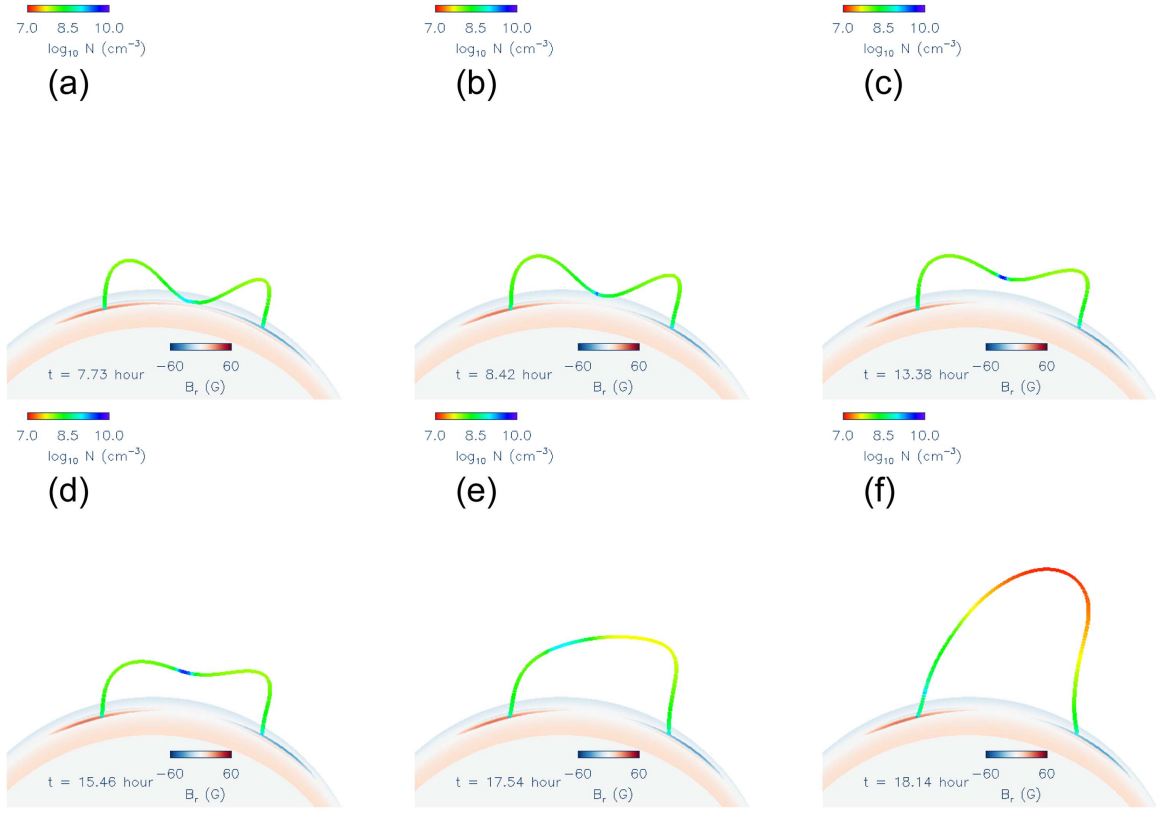 7.0 8.5 10.0
log₁₀ N (cm⁻³)
(a)
−60 60
t = 7.73 hour
Bᵣ (G)
7.0 8.5 10.0
log₁₀ N (cm⁻³)
(b)
−60 60
t = 8.42 hour
Bᵣ (G)
7.0 8.5 10.0
log₁₀ N (cm⁻³)
(c)
−60 60
t = 13.38 hour
Bᵣ (G)
7.0 8.5 10.0
log₁₀ N (cm⁻³)
(d)
−60 60
t = 15.46 hour
Bᵣ (G)
7.0 8.5 10.0
log₁₀ N (cm⁻³)
(e)
−60 60
t = 17.54 hour
Bᵣ (G)
7.0 8.5 10.0
log₁₀ N (cm⁻³)
(f)
−60 60
t = 18.14 hour
Bᵣ (G)